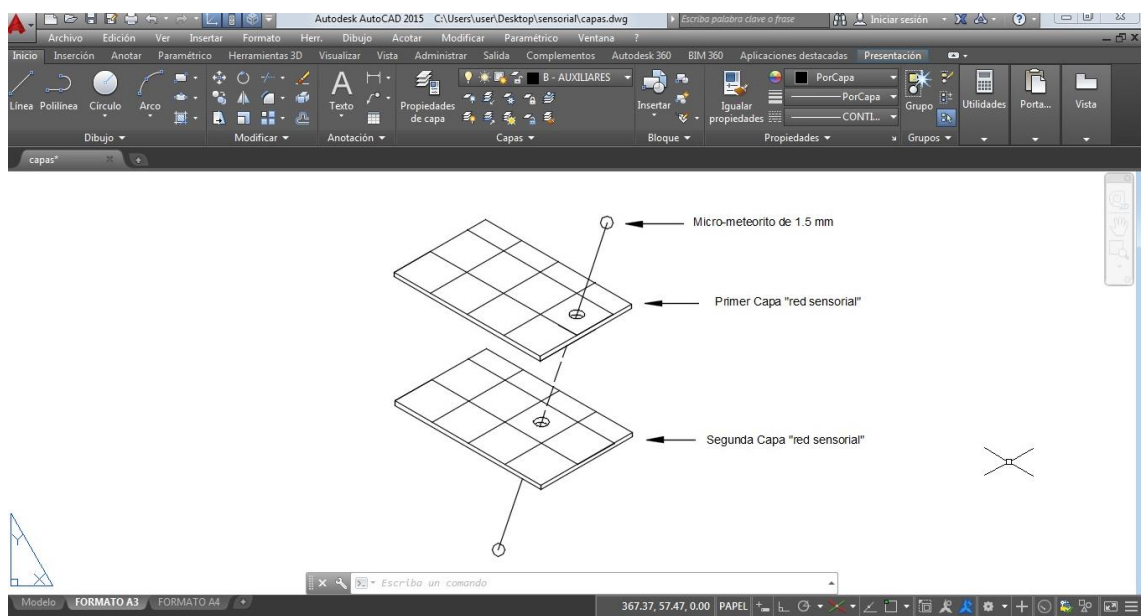 Autodesk AutoCAD 2015 C:\Users\user\Desktop\sensorial\capas.dwg Escriba palabra clave o frase Iniciar sesión
Archivo Edición Ver Insertar Formato Herr. Dibujo Acotar Modificar Paramétrico Ventana ?
Inicio Inserción Anotar Paramétrico Herramientas 3D Visualizar Vista Administrar Salida Complementos Autodesk 360 BIM 360 Aplicaciones destacadas Presentación
B - AUXILIARES PorCapa
PorCapa
CONTI...
Línea Polilínea Círculo Arco Texto Propiedades de capa Insertar Igualar propiedades Grupo Utilidades Porta... Vista
Dibujo Modificar Anotación Capas Bloque Propiedades Grupos
capas*
Micro-meteorito de 1.5 mm
Primer Capa "red sensorial"
Segunda Capa "red sensorial"
Y
X
Escriba un comando
Modelo FORMATO A3 FORMATO A4 367.37, 57.47, 0.00 PAPEL